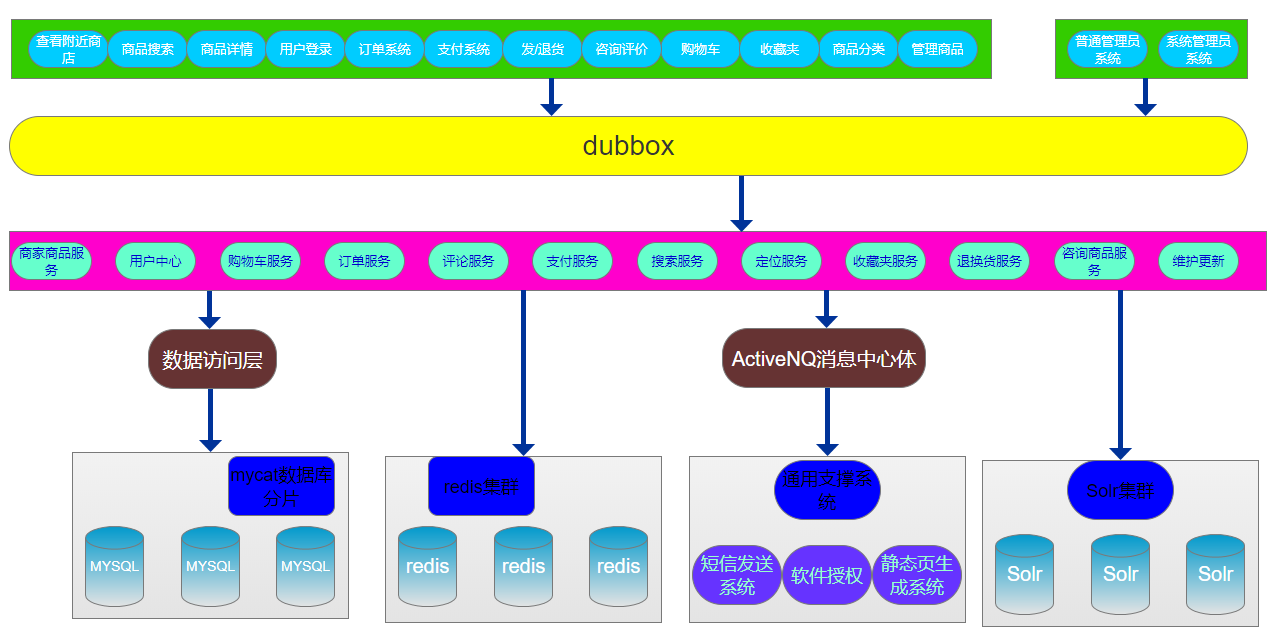 查看附近商
店
商品搜索
商品详情
用户登录
订单系统
支付系统
发/退货
咨询评价
购物车
收藏夹
商品分类
管理商品
普通管理员
系统
系统管理员
系统
dubbox
商家商品服
务
用户中心
购物车服务
订单服务
评论服务
支付服务
搜索服务
定位服务
收藏夹服务
退换货服务
咨询商品服
务
维护更新
数据访问层
ActiveNQ消息中心体
mycat数据库
分片
MYSQL
MYSQL
MYSQL
redis集群
redis
redis
redis
通用支撑系
统
短信发送
系统
软件授权
静态页生
成系统
Solr集群
Solr
Solr
Solr